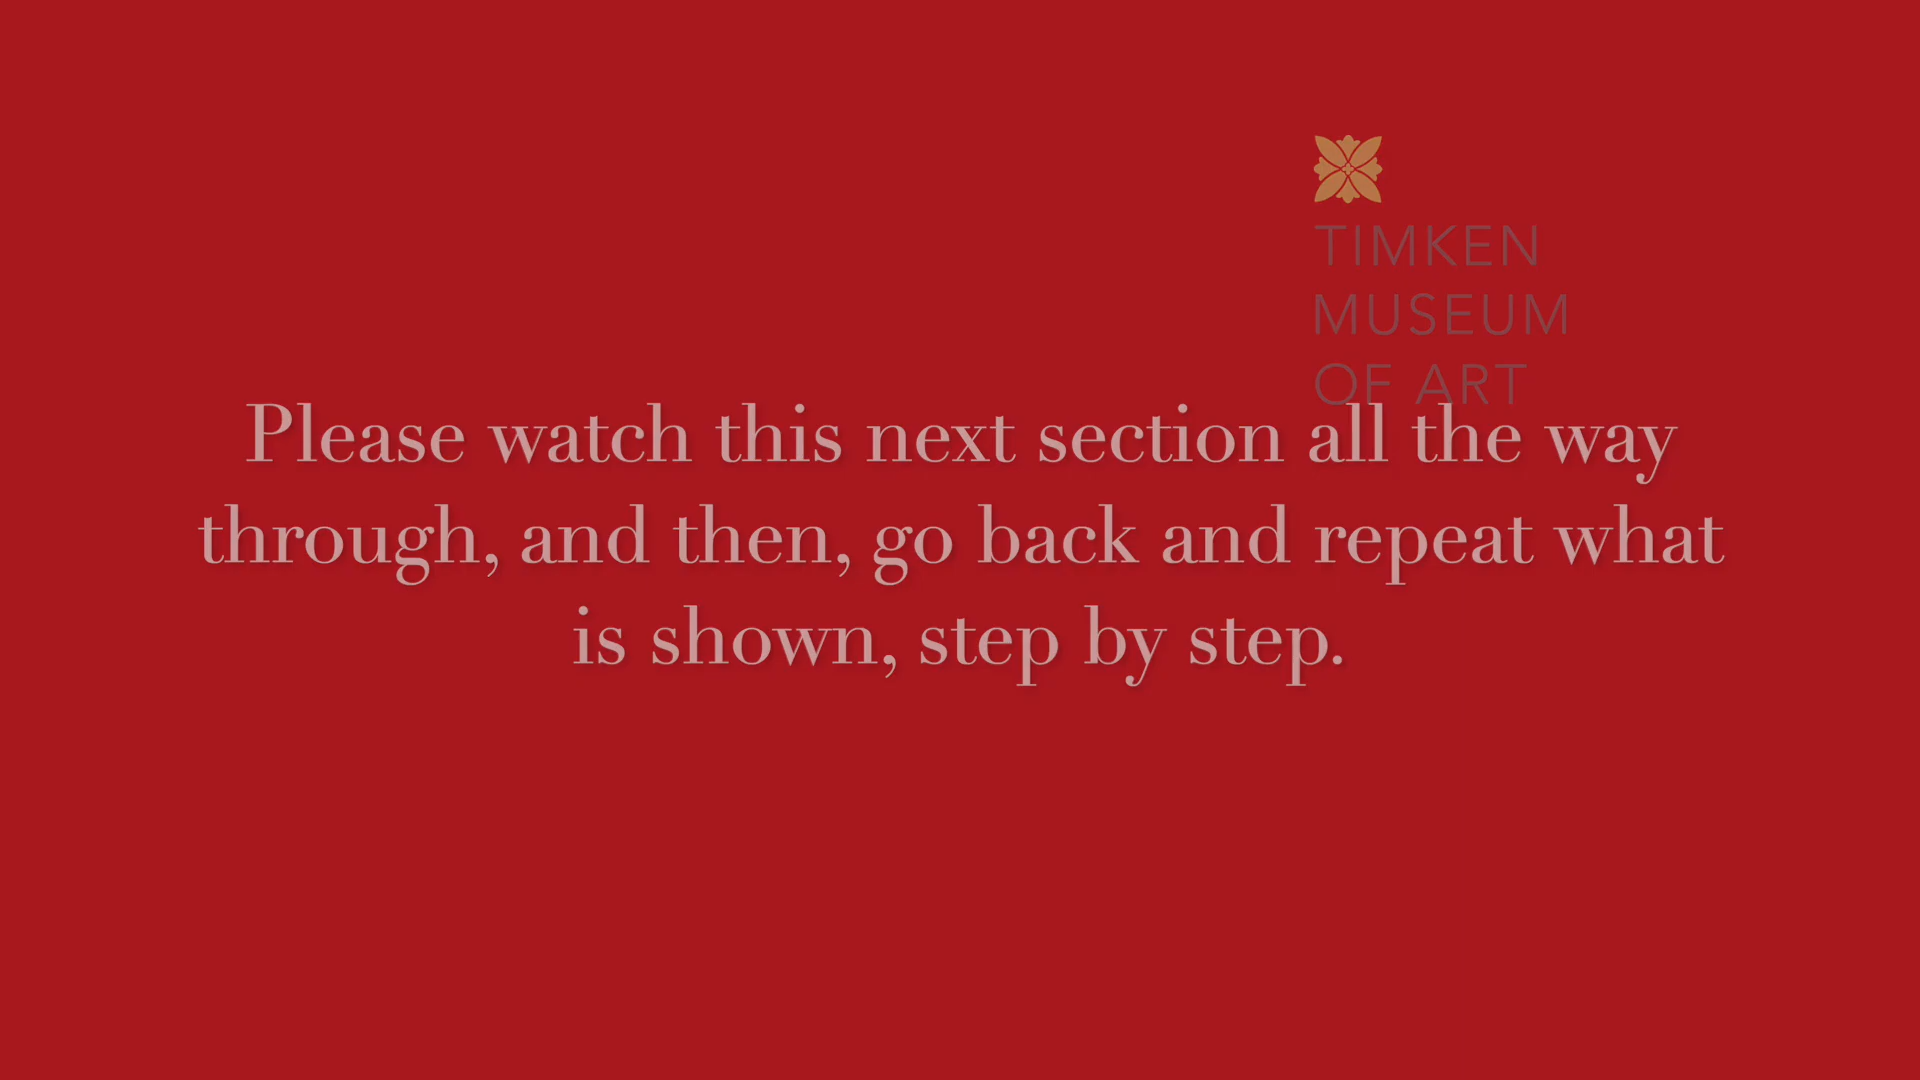 TIMKEN
MUSEUM
OF ART
Please watch this next section all the way
through, and then, go back and repeat what
is shown, step by step.